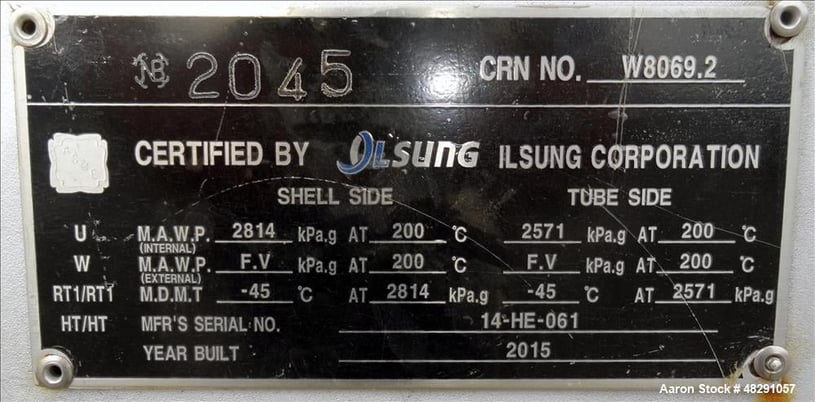 NB 2045 CRN NO. W8069.2
CERTIFIED BY ILSUNG ILSUNG CORPORATION
SHELL SIDE TUBE SIDE
U M.A.W.P. (INTERNAL) 2814 kPa.g AT 200 °C 2571 kPa.g AT 200 °C
W M.A.W.P. (EXTERNAL) F.V kPa.g AT 200 °C F.V kPa.g AT 200 °C
RT1/RT1 M.D.M.T -45 °C AT 2814 kPa.g -45 °C AT 2571 kPa.g
HT/HT MFR'S SERIAL NO. 14-HE-061
YEAR BUILT 2015
Aaron Stock # 48291057